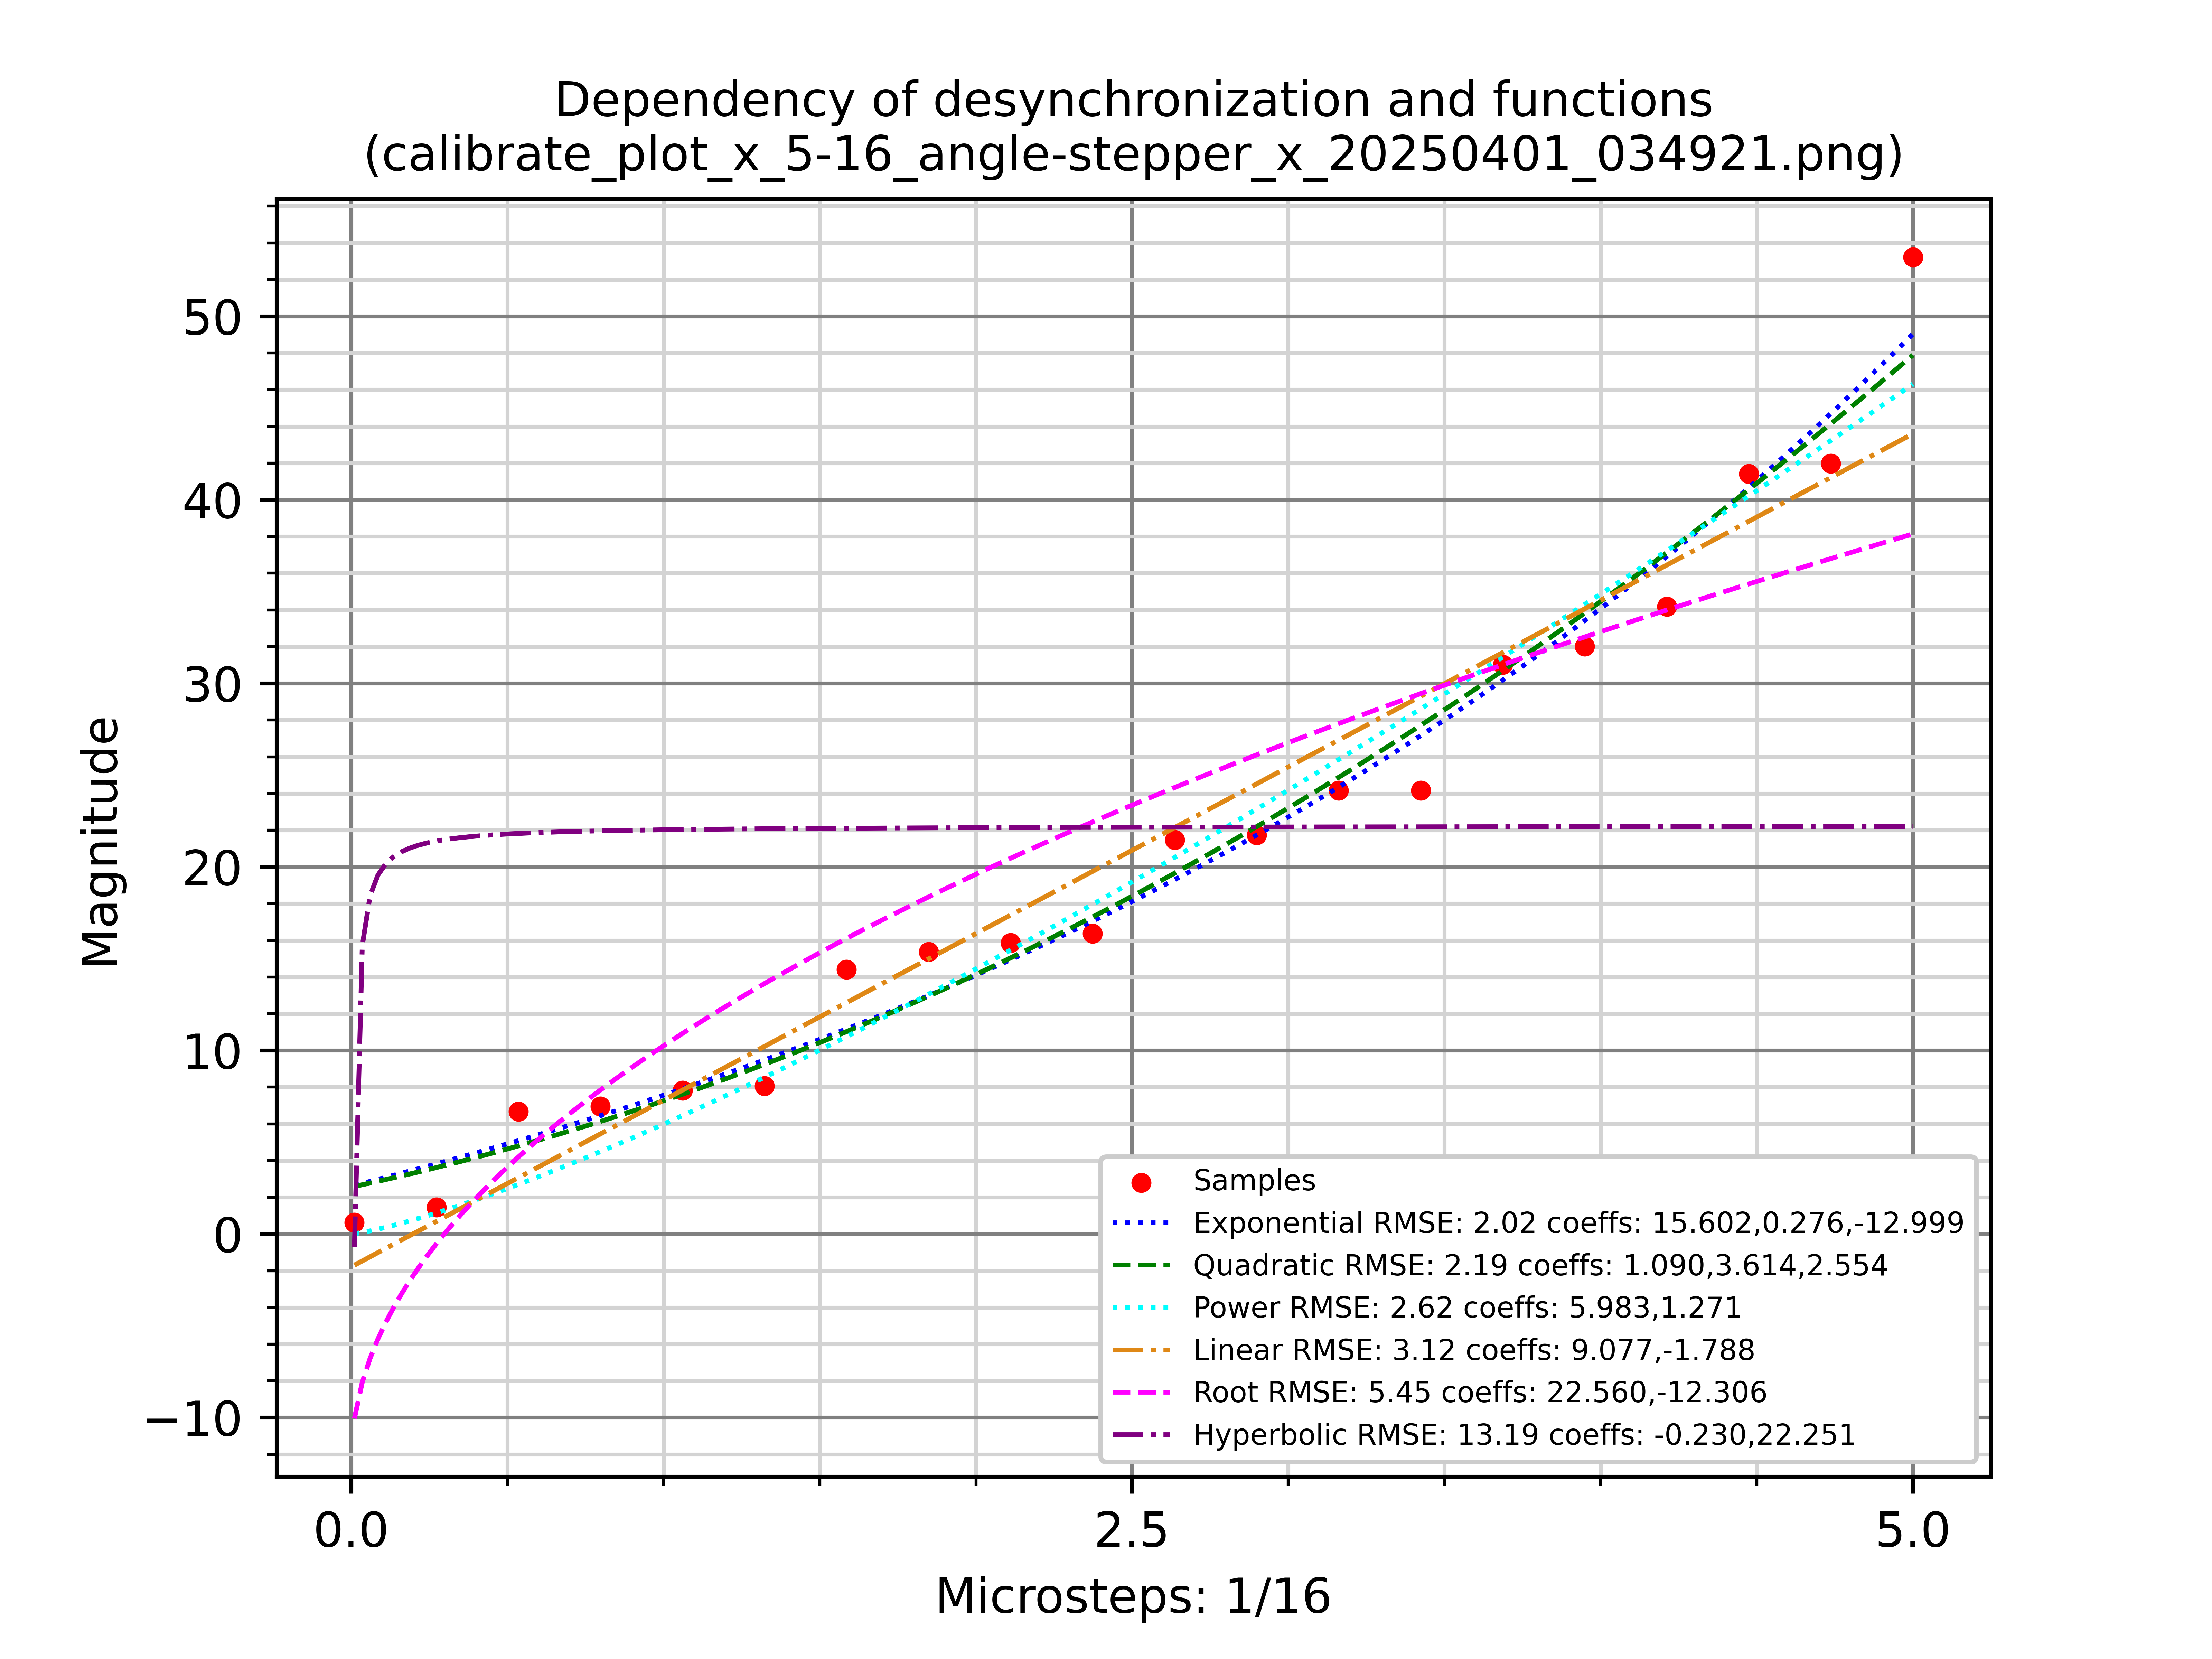 Dependency of desynchronization and functions
(calibrate_plot_x_5-16_angle-stepper_x_20250401_034921.png)
50
40
30
20
10
0
−10
Magnitude
Samples
Exponential RMSE: 2.02 coeffs: 15.602,0.276,-12.999
Quadratic RMSE: 2.19 coeffs: 1.090,3.614,2.554
Power RMSE: 2.62 coeffs: 5.983,1.271
Linear RMSE: 3.12 coeffs: 9.077,-1.788
Root RMSE: 5.45 coeffs: 22.560,-12.306
Hyperbolic RMSE: 13.19 coeffs: -0.230,22.251
0.0 2.5 5.0
Microsteps: 1/16